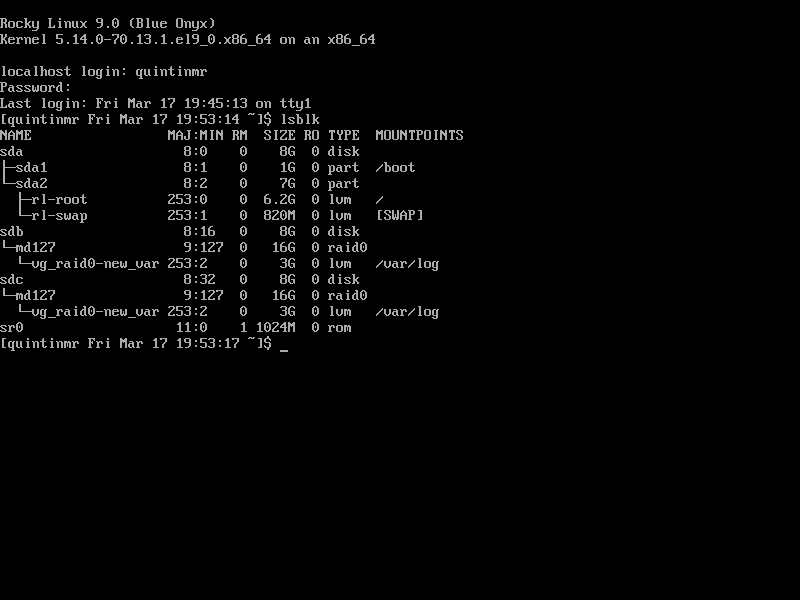 Rocky Linux 9.0 (Blue Onyx)
Kernel 5.14.0-70.13.1.el9_0.x86_64 on an x86_64

localhost login: quintinmr
Password:
Last login: Fri Mar 17 19:45:13 on tty1
[quintinmr Fri Mar 17 19:53:14 ~]$ lsblk
NAME                 MAJ:MIN RM  SIZE RO TYPE  MOUNTPOINTS
sda                    8:0    0    8G  0 disk
├─sda1                 8:1    0    1G  0 part  /boot
└─sda2                 8:2    0    7G  0 part
  ├─rl-root          253:0    0  6.2G  0 lvm   /
  └─rl-swap          253:1    0  820M  0 lvm   [SWAP]
sdb                    8:16   0    8G  0 disk
└─md127                9:127  0   16G  0 raid0
  └─vg_raid0-new_var 253:2    0    3G  0 lvm   /var/log
sdc                    8:32   0    8G  0 disk
└─md127                9:127  0   16G  0 raid0
  └─vg_raid0-new_var 253:2    0    3G  0 lvm   /var/log
sr0                   11:0    1 1024M  0 rom
[quintinmr Fri Mar 17 19:53:17 ~]$ _